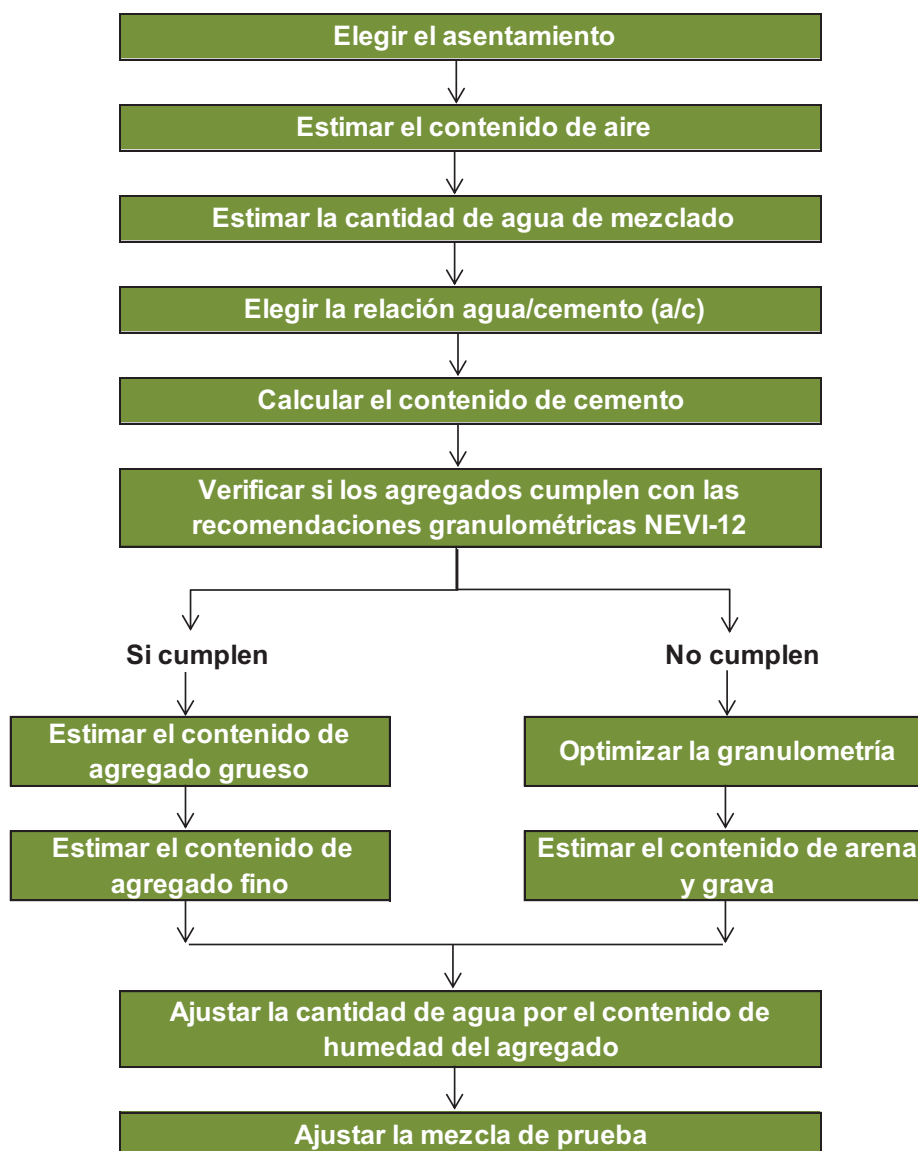 Elegir el asentamiento
Estimar el contenido de aire
Estimar la cantidad de agua de mezclado
Elegir la relación agua/cemento (a/c)
Calcular el contenido de cemento
Verificar si los agregados cumplen con las
recomendaciones granulométricas NEVI-12
Si cumplen
No cumplen
Estimar el contenido de
agregado grueso
Optimizar la granulometría
Estimar el contenido de
agregado fino
Estimar el contenido de arena
y grava
Ajustar la cantidad de agua por el contenido de
humedad del agregado
Ajustar la mezcla de prueba